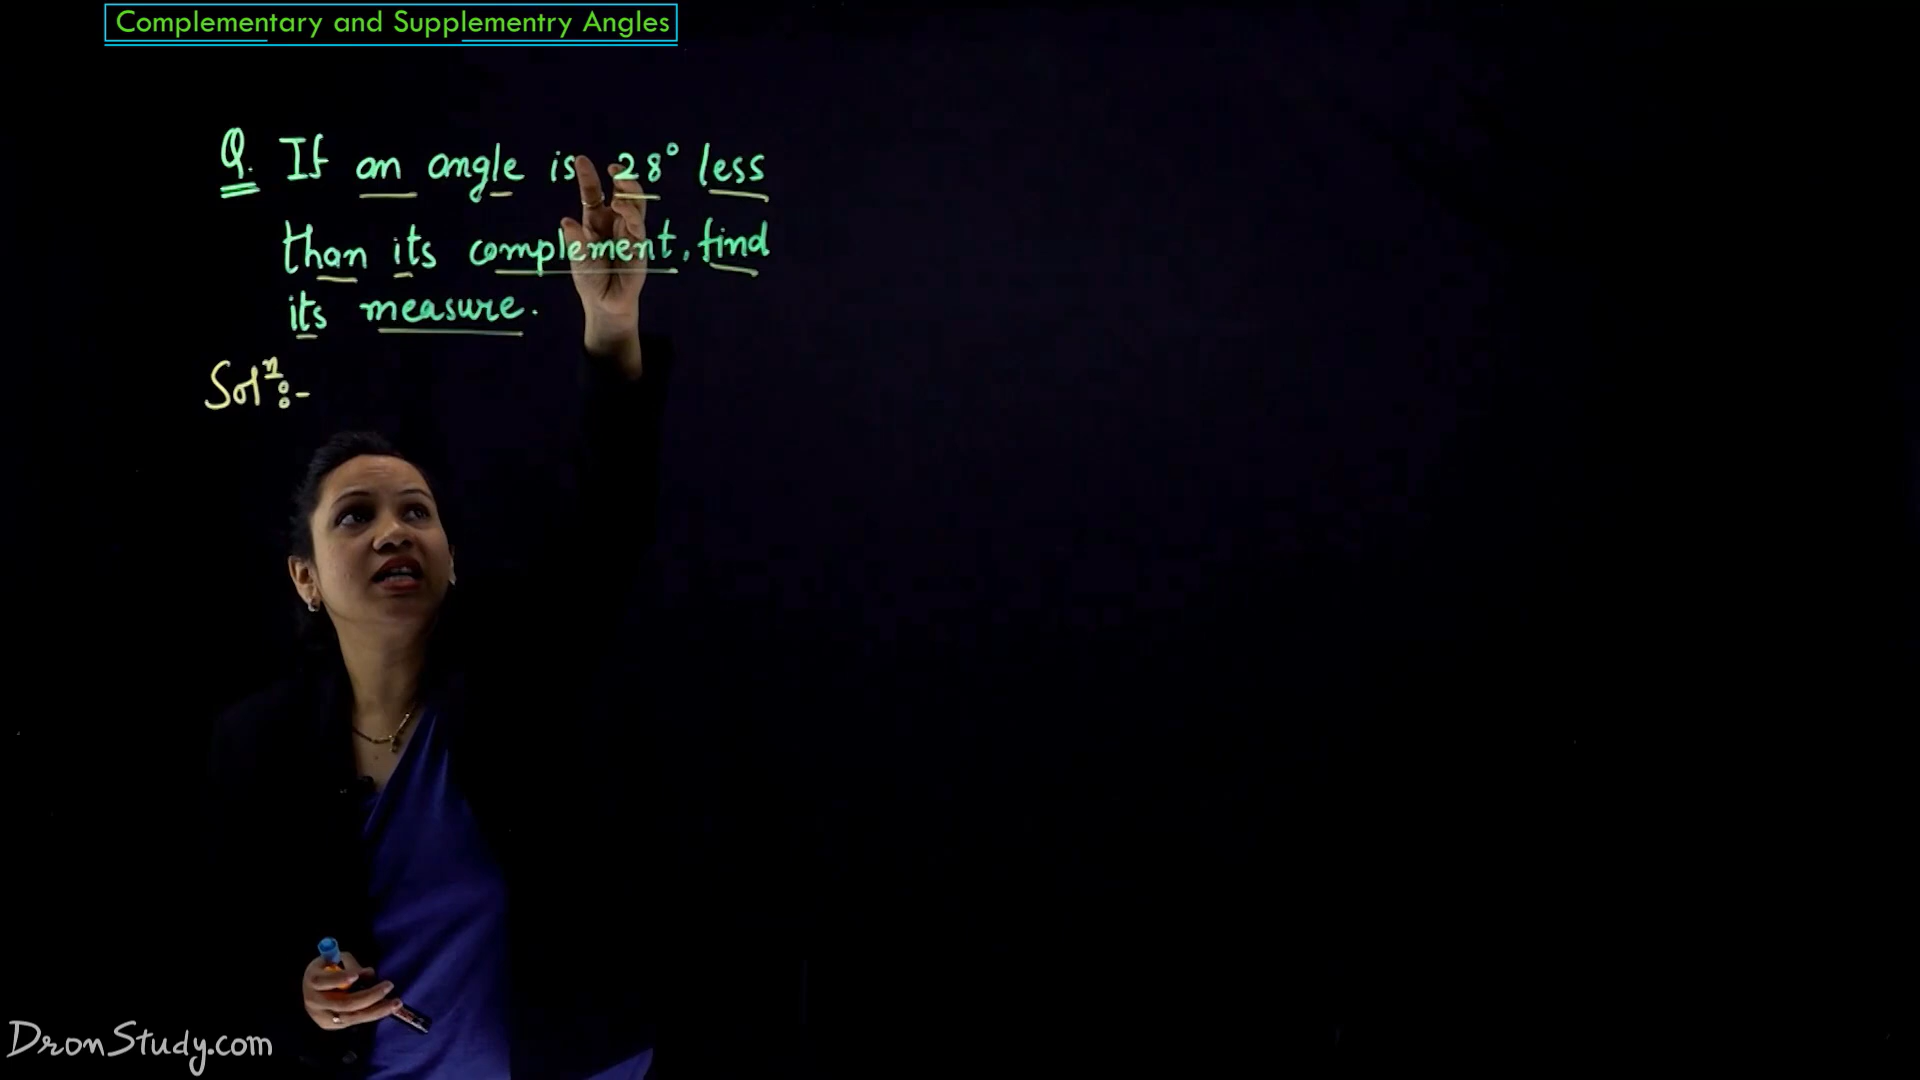 Complementary and Supplementry Angles
Q. If an angle is 28° less
than its complement, find
its measure.
Solⁿ:-
DronStudy.com